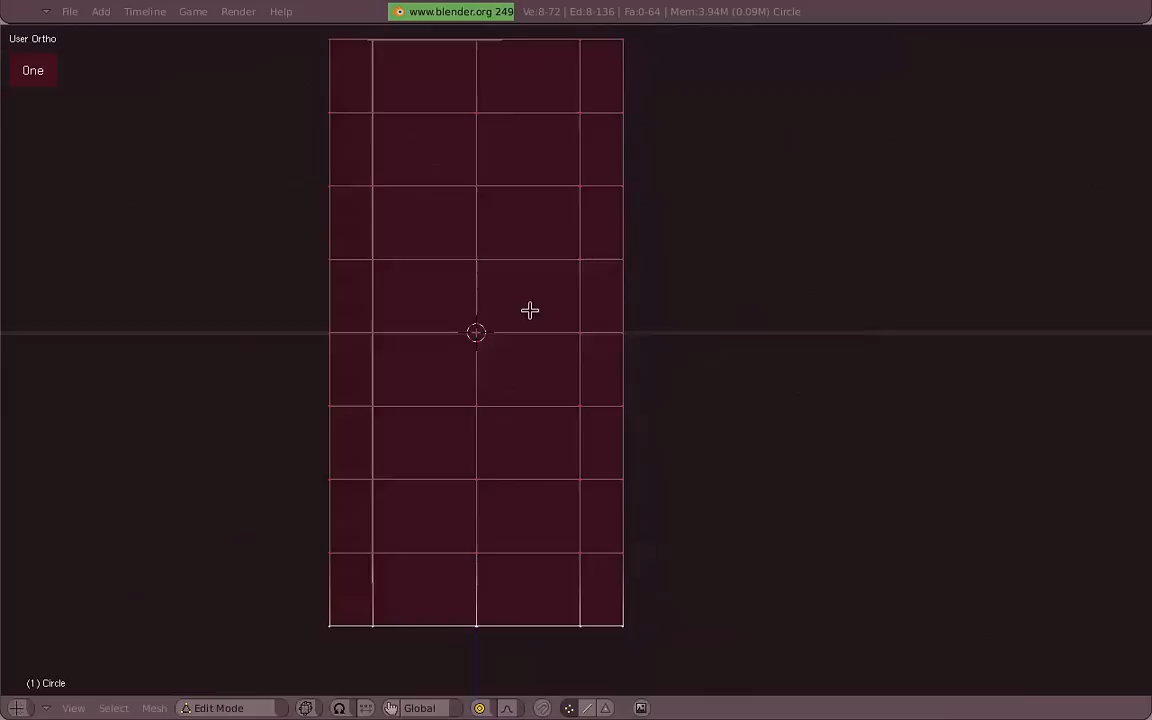 File Add Timeline Game Render Help www.blender.org 249 Ve:8-72 | Ed:8-136 | Fa:0-64 | Mem:3.94M (0.09M) Circle
User Ortho
One
(1) Circle
View Select Mesh Edit Mode Global